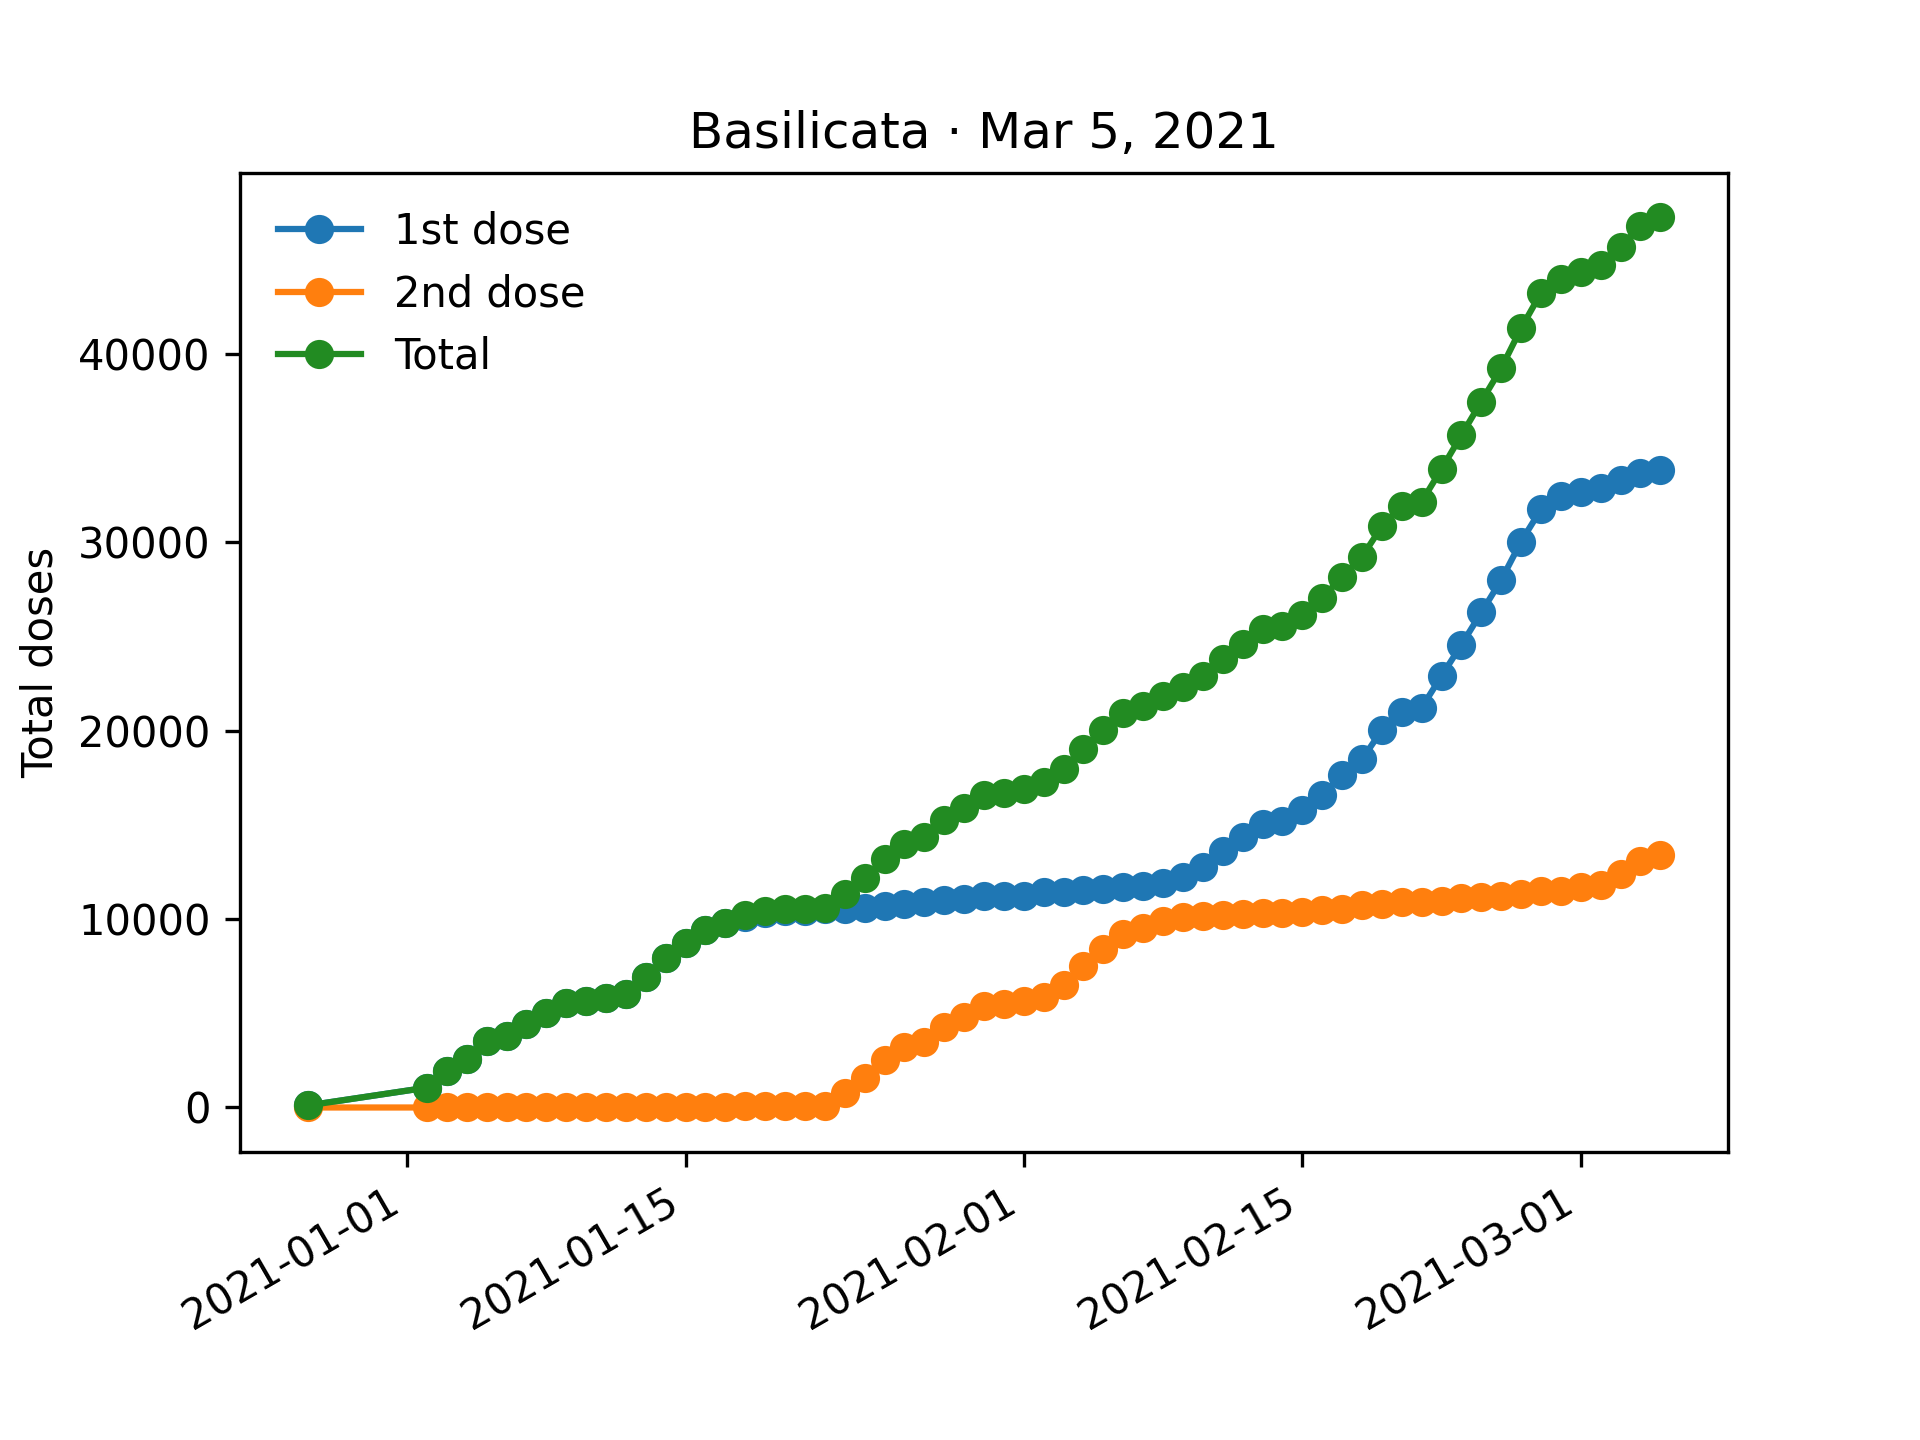 Basilicata · Mar 5, 2021
1st dose
2nd dose
Total
Total doses
40000
30000
20000
10000
0
2021-01-01
2021-01-15
2021-02-01
2021-02-15
2021-03-01